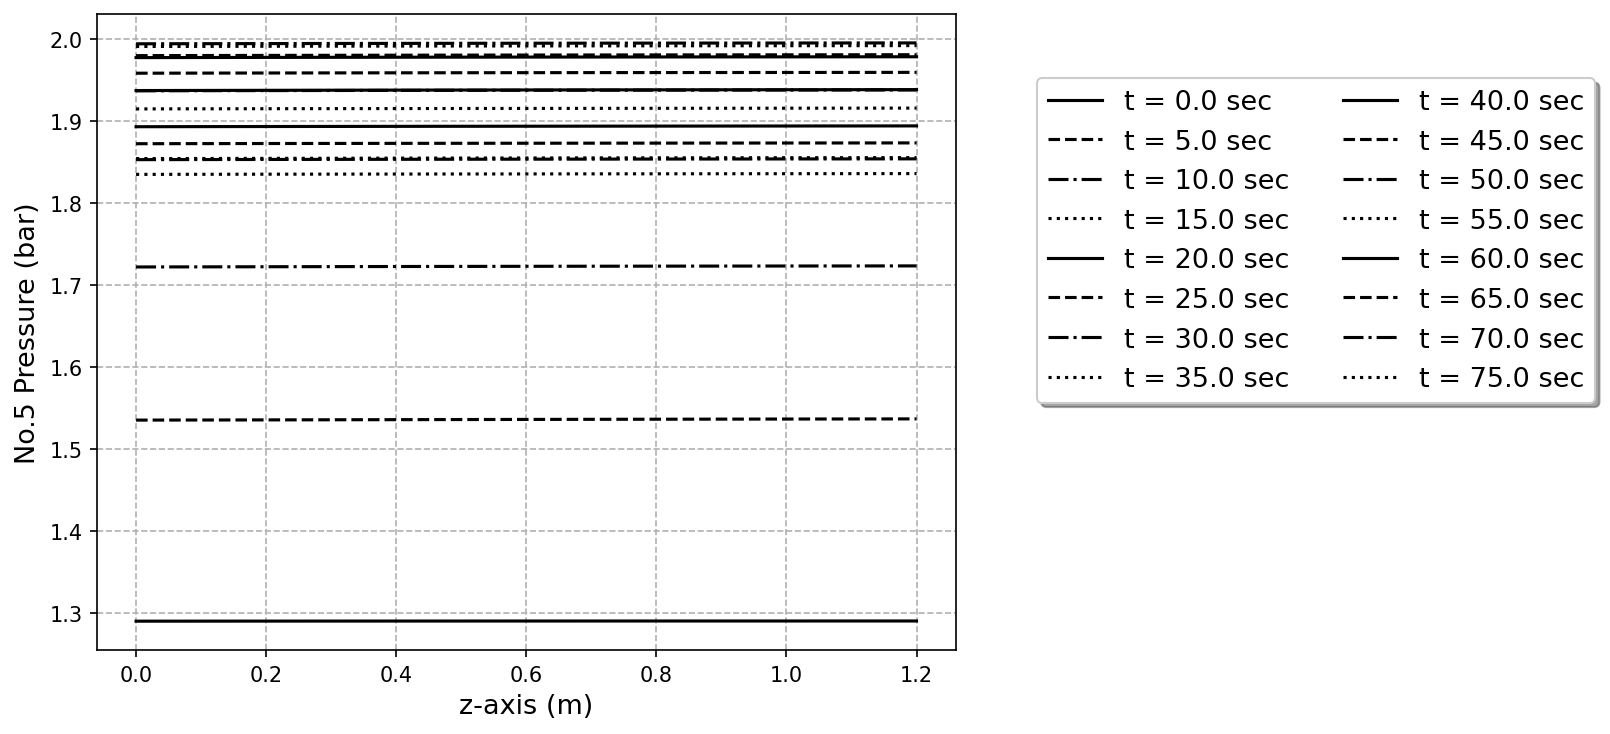 No.5 Pressure (bar)
2.0
1.9
1.8
1.7
1.6
1.5
1.4
1.3
0.0 0.2 0.4 0.6 0.8 1.0 1.2
z-axis (m)
t = 0.0 sec
t = 5.0 sec
t = 10.0 sec
t = 15.0 sec
t = 20.0 sec
t = 25.0 sec
t = 30.0 sec
t = 35.0 sec
t = 40.0 sec
t = 45.0 sec
t = 50.0 sec
t = 55.0 sec
t = 60.0 sec
t = 65.0 sec
t = 70.0 sec
t = 75.0 sec